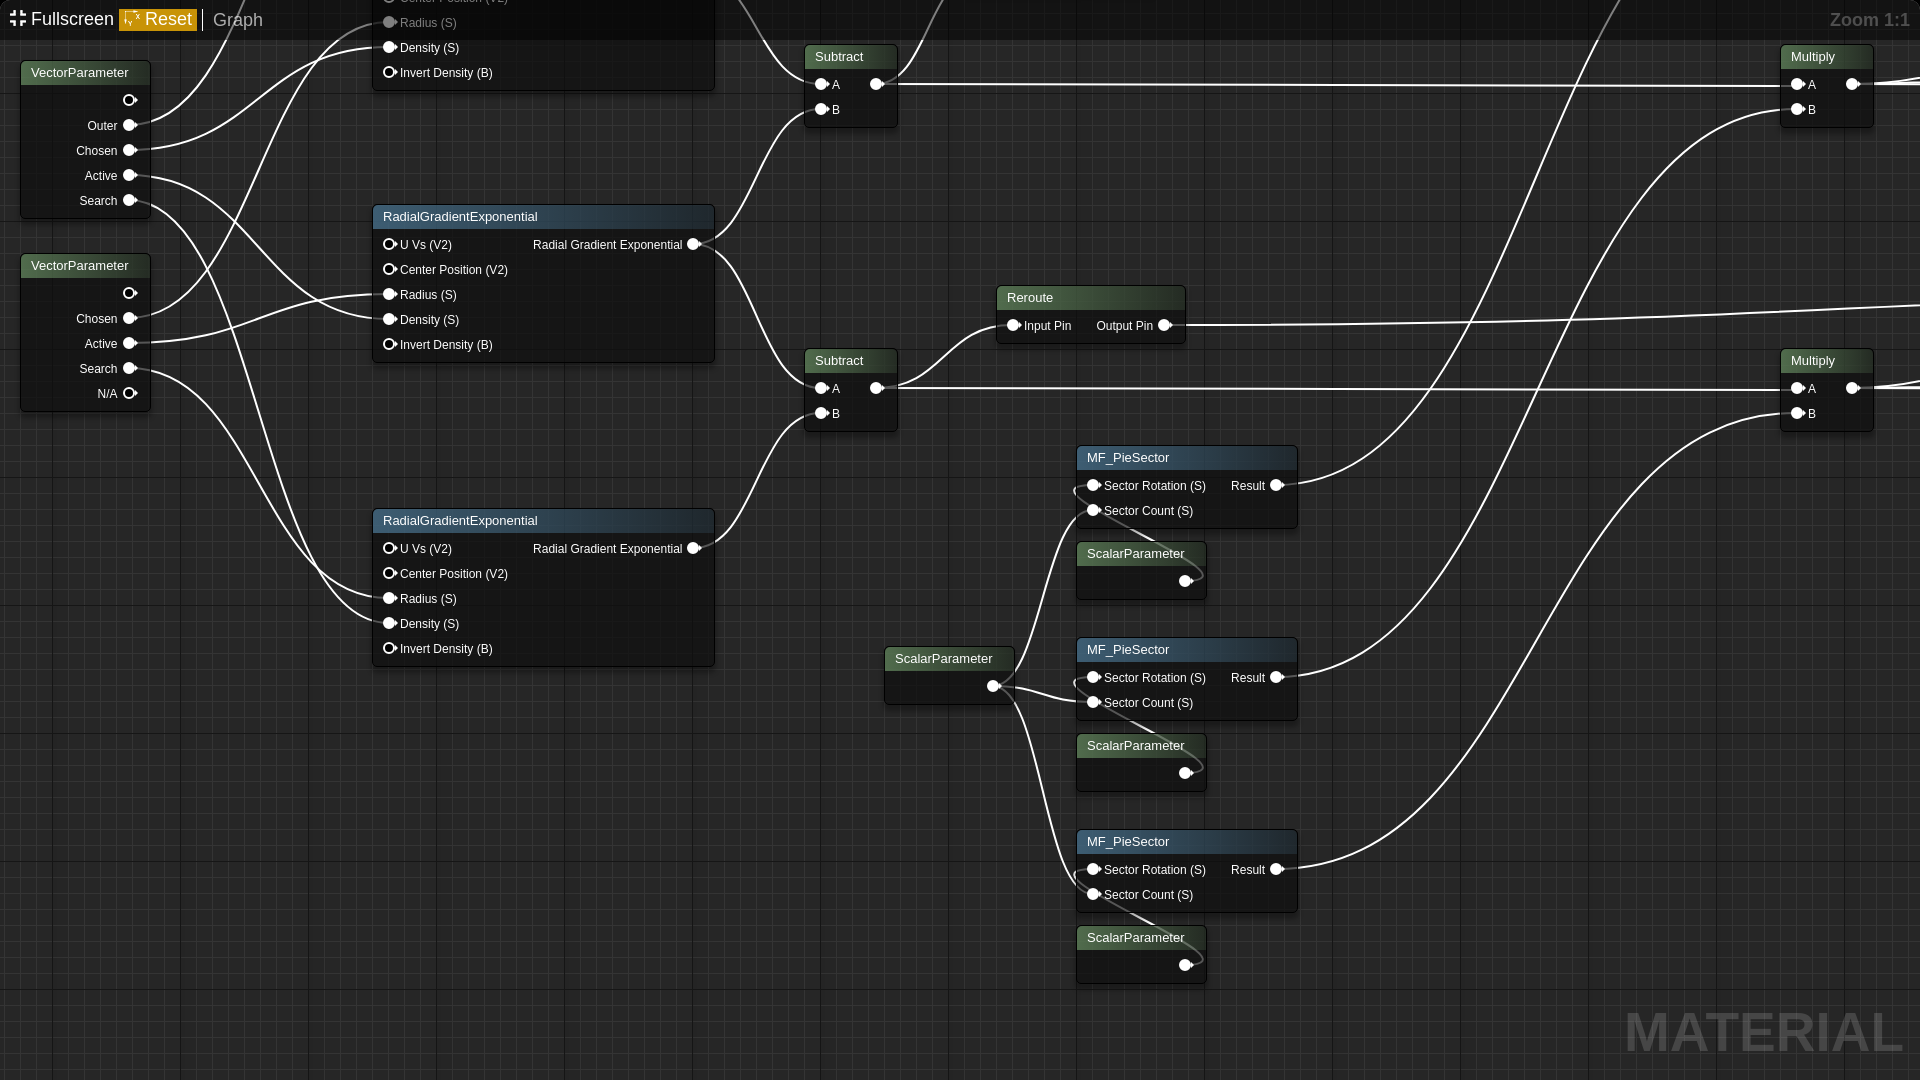 Fullscreen Reset Graph Zoom 1:1
Center Position (V2)
Radius (S)
Density (S)
Invert Density (B)
VectorParameter
Outer
Chosen
Active
Search
VectorParameter
Chosen
Active
Search
N/A
RadialGradientExponential
U Vs (V2) Radial Gradient Exponential
Center Position (V2)
Radius (S)
Density (S)
Invert Density (B)
RadialGradientExponential
U Vs (V2) Radial Gradient Exponential
Center Position (V2)
Radius (S)
Density (S)
Invert Density (B)
Subtract
A
B
Subtract
A
B
Reroute
Input Pin Output Pin
ScalarParameter
MF_PieSector
Sector Rotation (S) Result
Sector Count (S)
ScalarParameter
MF_PieSector
Sector Rotation (S) Result
Sector Count (S)
ScalarParameter
MF_PieSector
Sector Rotation (S) Result
Sector Count (S)
ScalarParameter
Multiply
A
B
Multiply
A
B
MATERIAL